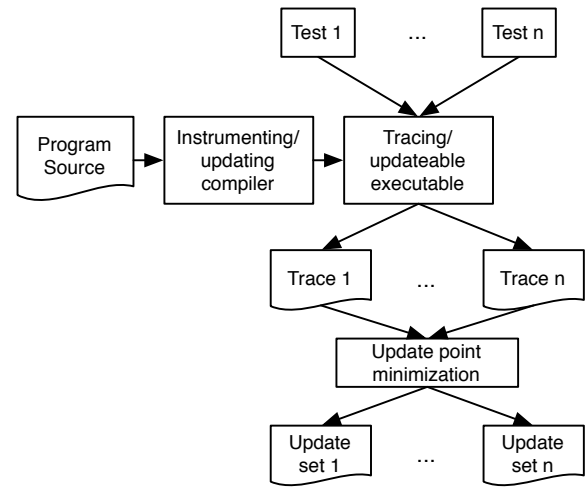 Test 1
...
Test n
Program
Source
Instrumenting/
updating
compiler
Tracing/
updateable
executable
Trace 1
...
Trace n
Update point
minimization
Update
set 1
...
Update
set n